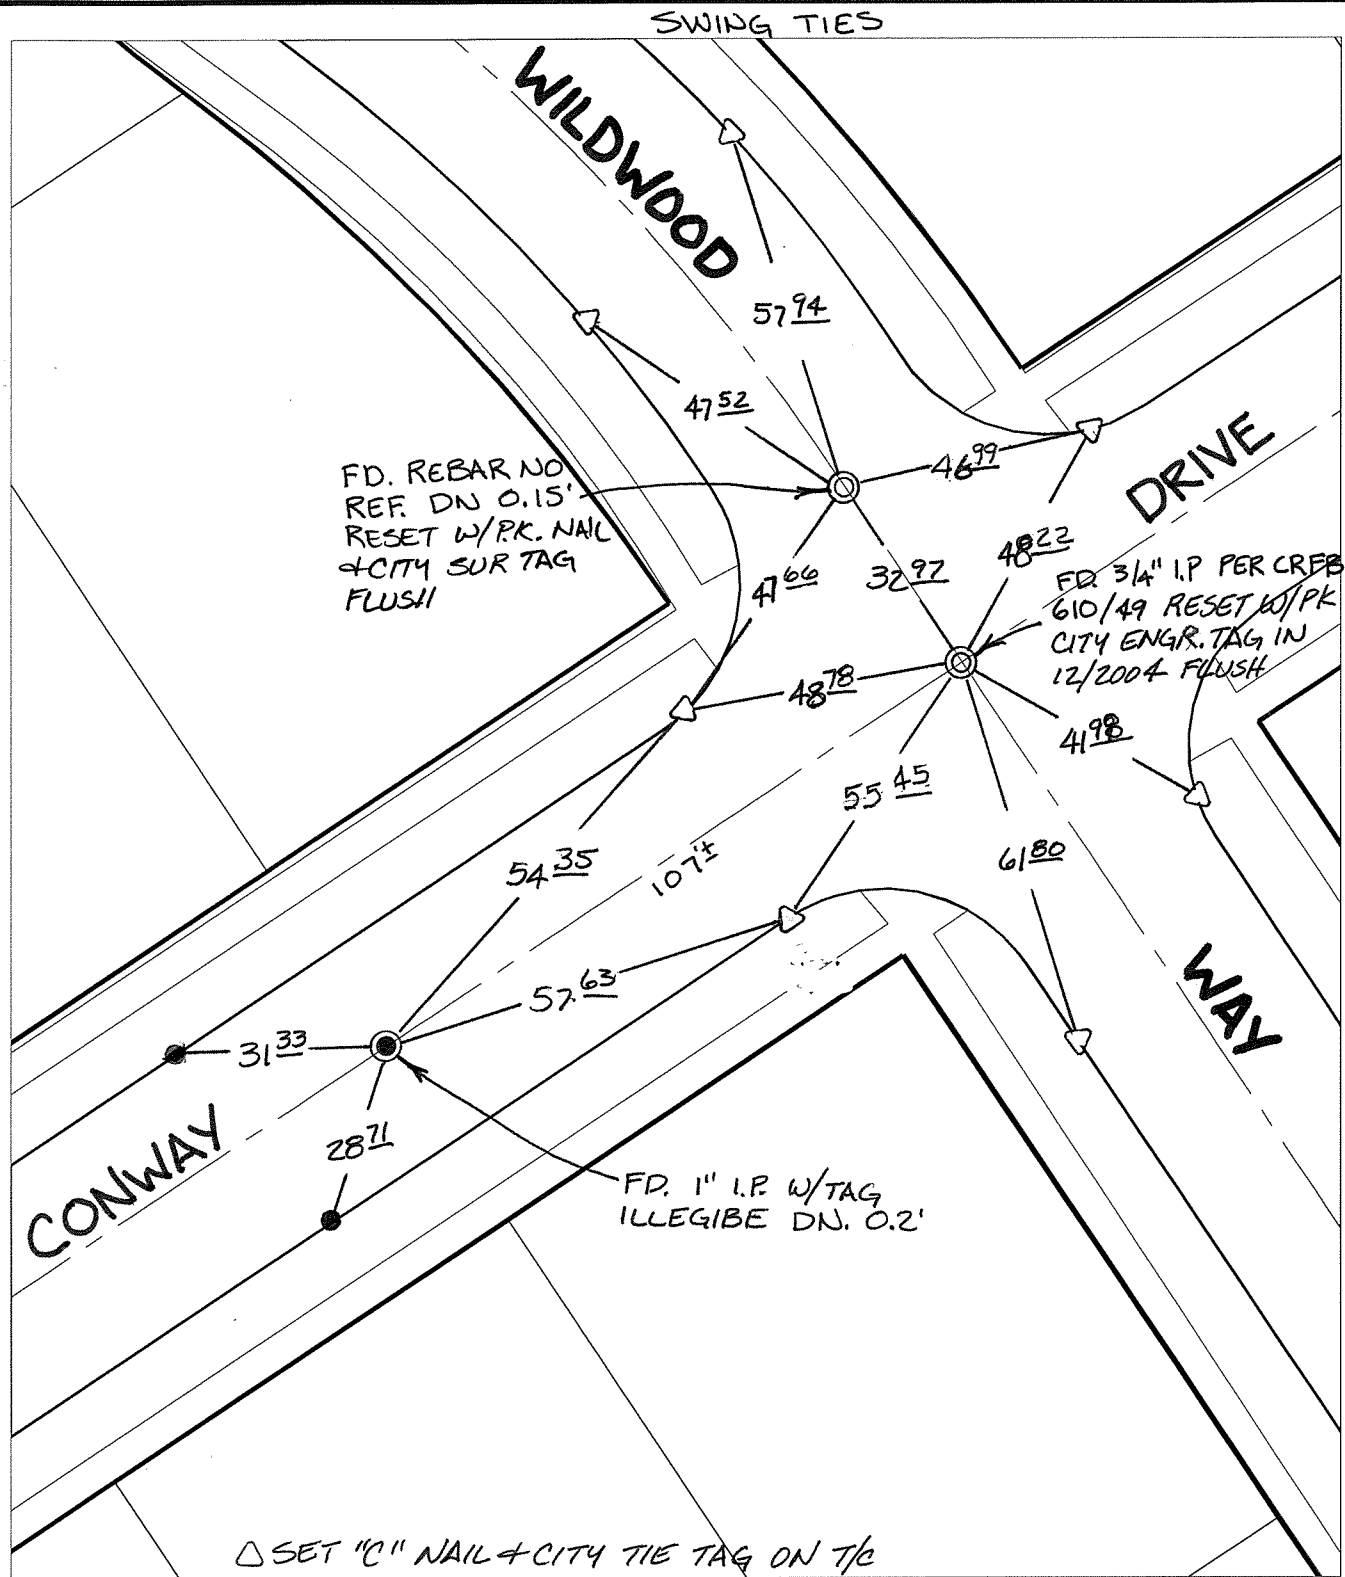 SWING TIES
WILDWOOD
57 94
47 52
FD. REBAR NO
REF. DN 0.15'
RESET W/P.K. NAIL
& CITY SUR TAG
FLUSH
46 99
DRIVE
48 22
47 66
32 97
FD. 3/4" I.P PER CREB
610/49 RESET W/PK
CITY ENGR. TAG IN
12/2004 FLUSH
48 78
41 98
55 45
61 80
54 35
107'±
57 63
WAY
31 33
28 71
CONWAY
FD. 1" I.P. W/TAG
ILLEGIBE DN. 0.2'
△ SET "C" NAIL & CITY TIE TAG ON T/C